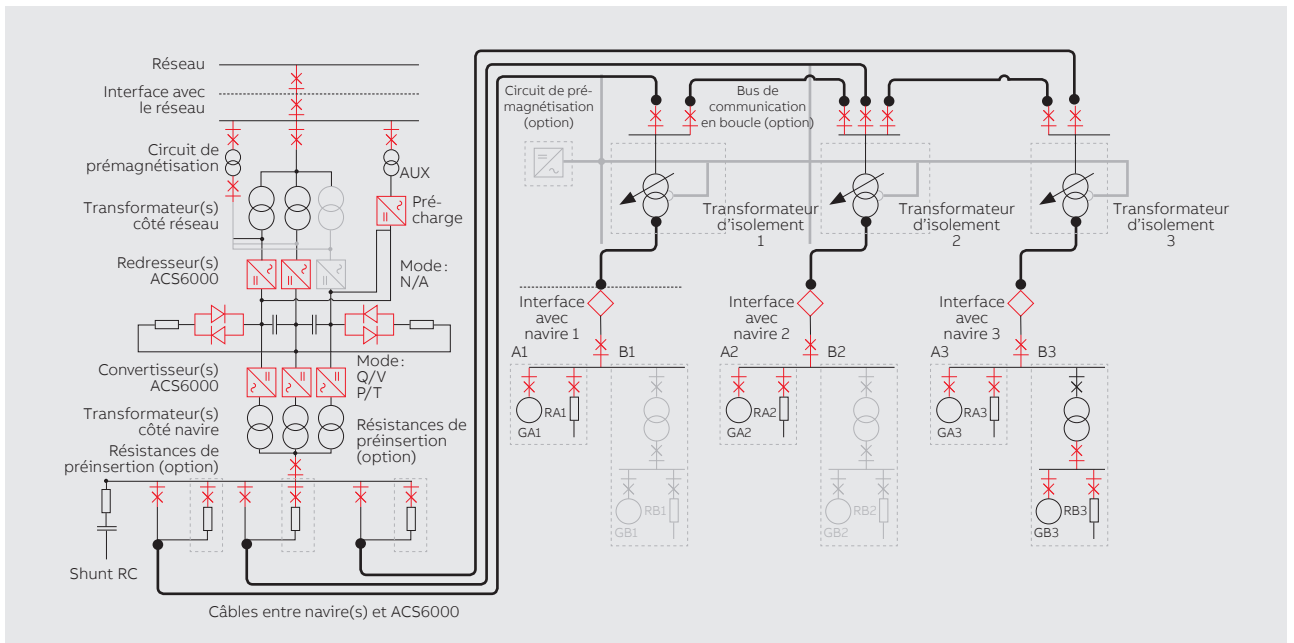 Réseau
Interface avec
le réseau
Circuit de
prémagnétisation
AUX
Transformateur(s)
côté réseau
Pré-
charge
Redresseur(s)
ACS6000
Mode:
N/A
Convertisseur(s)
ACS6000
Mode:
Q/V
P/T
Transformateur(s)
côté navire
Résistances de
préinsertion
(option)
Résistances de
préinsertion (option)
Shunt RC
Câbles entre navire(s) et ACS6000
Circuit de pré-
magnétisation
(option)
Bus de
communication
en boucle (option)
Transformateur
d'isolement
1
Transformateur
d'isolement
2
Transformateur
d'isolement
3
Interface
avec
navire 1
Interface
avec
navire 2
Interface
avec
navire 3
A1
B1
A2
B2
A3
B3
RA1
GA1
RA2
GA2
RA3
GA3
RB1
GB1
RB2
GB2
RB3
GB3